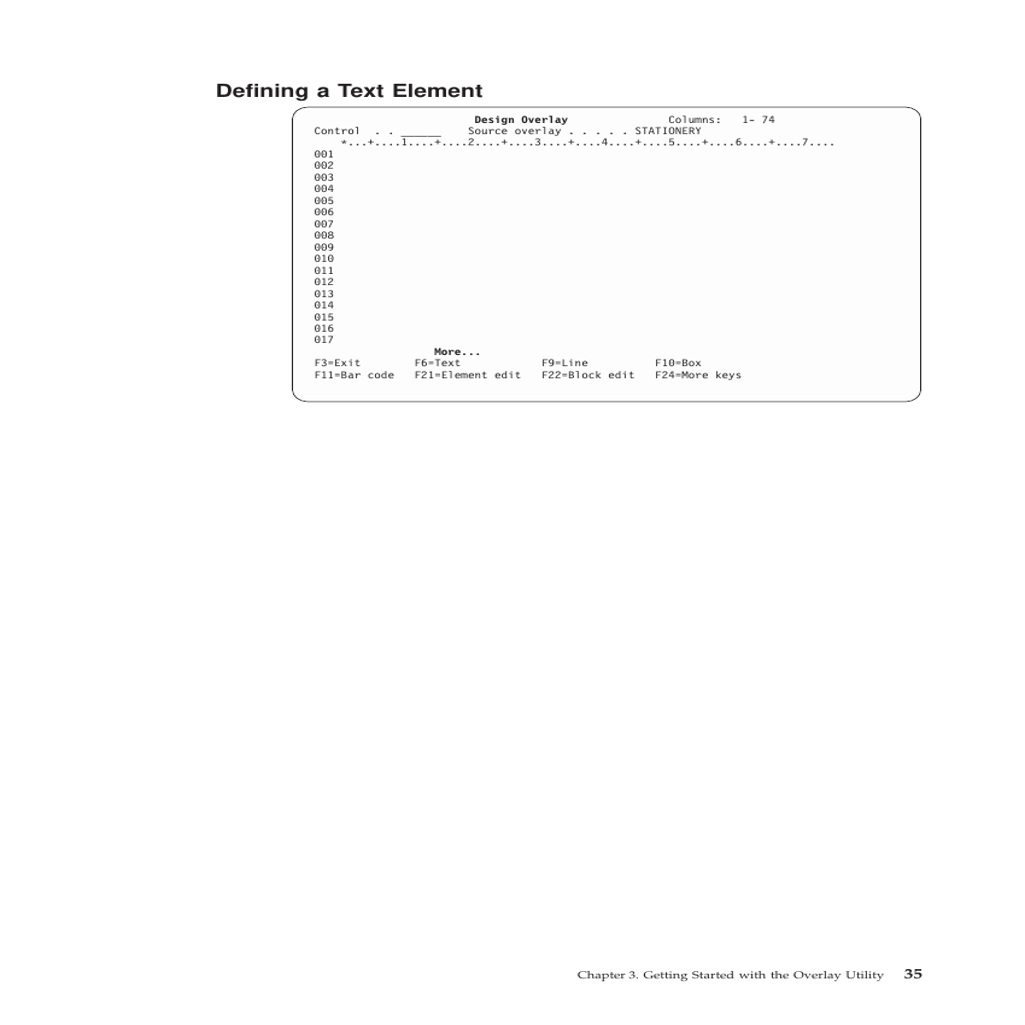 Defining a Text Element
Design Overlay Columns: 1- 74
Control . . ______ Source overlay . . . . . STATIONERY
*...+....1....+....2....+....3....+....4....+....5....+....6....+....7....
001
002
003
004
005
006
007
008
009
010
011
012
013
014
015
016
017
More...
F3=Exit F6=Text F9=Line F10=Box
F11=Bar code F21=Element edit F22=Block edit F24=More keys
Chapter 3. Getting Started with the Overlay Utility 35